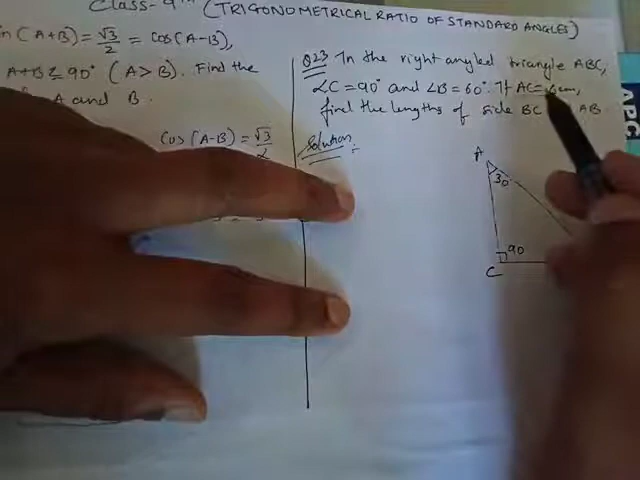 Class-9th (TRIGONOMETRICAL RATIO OF STANDARD ANGLES)
in (A+B) = √3/2 = cos(A-B),
A+B ≤ 90° (A > B). Find the
A and B.
cos (A-B) = √3/2
Q23 In the right angled triangle ABC,
∠C = 90° and ∠B = 60°. If AC= cm,
find the lengths of side BC AB
Solution:-
A
30
90
C
APC